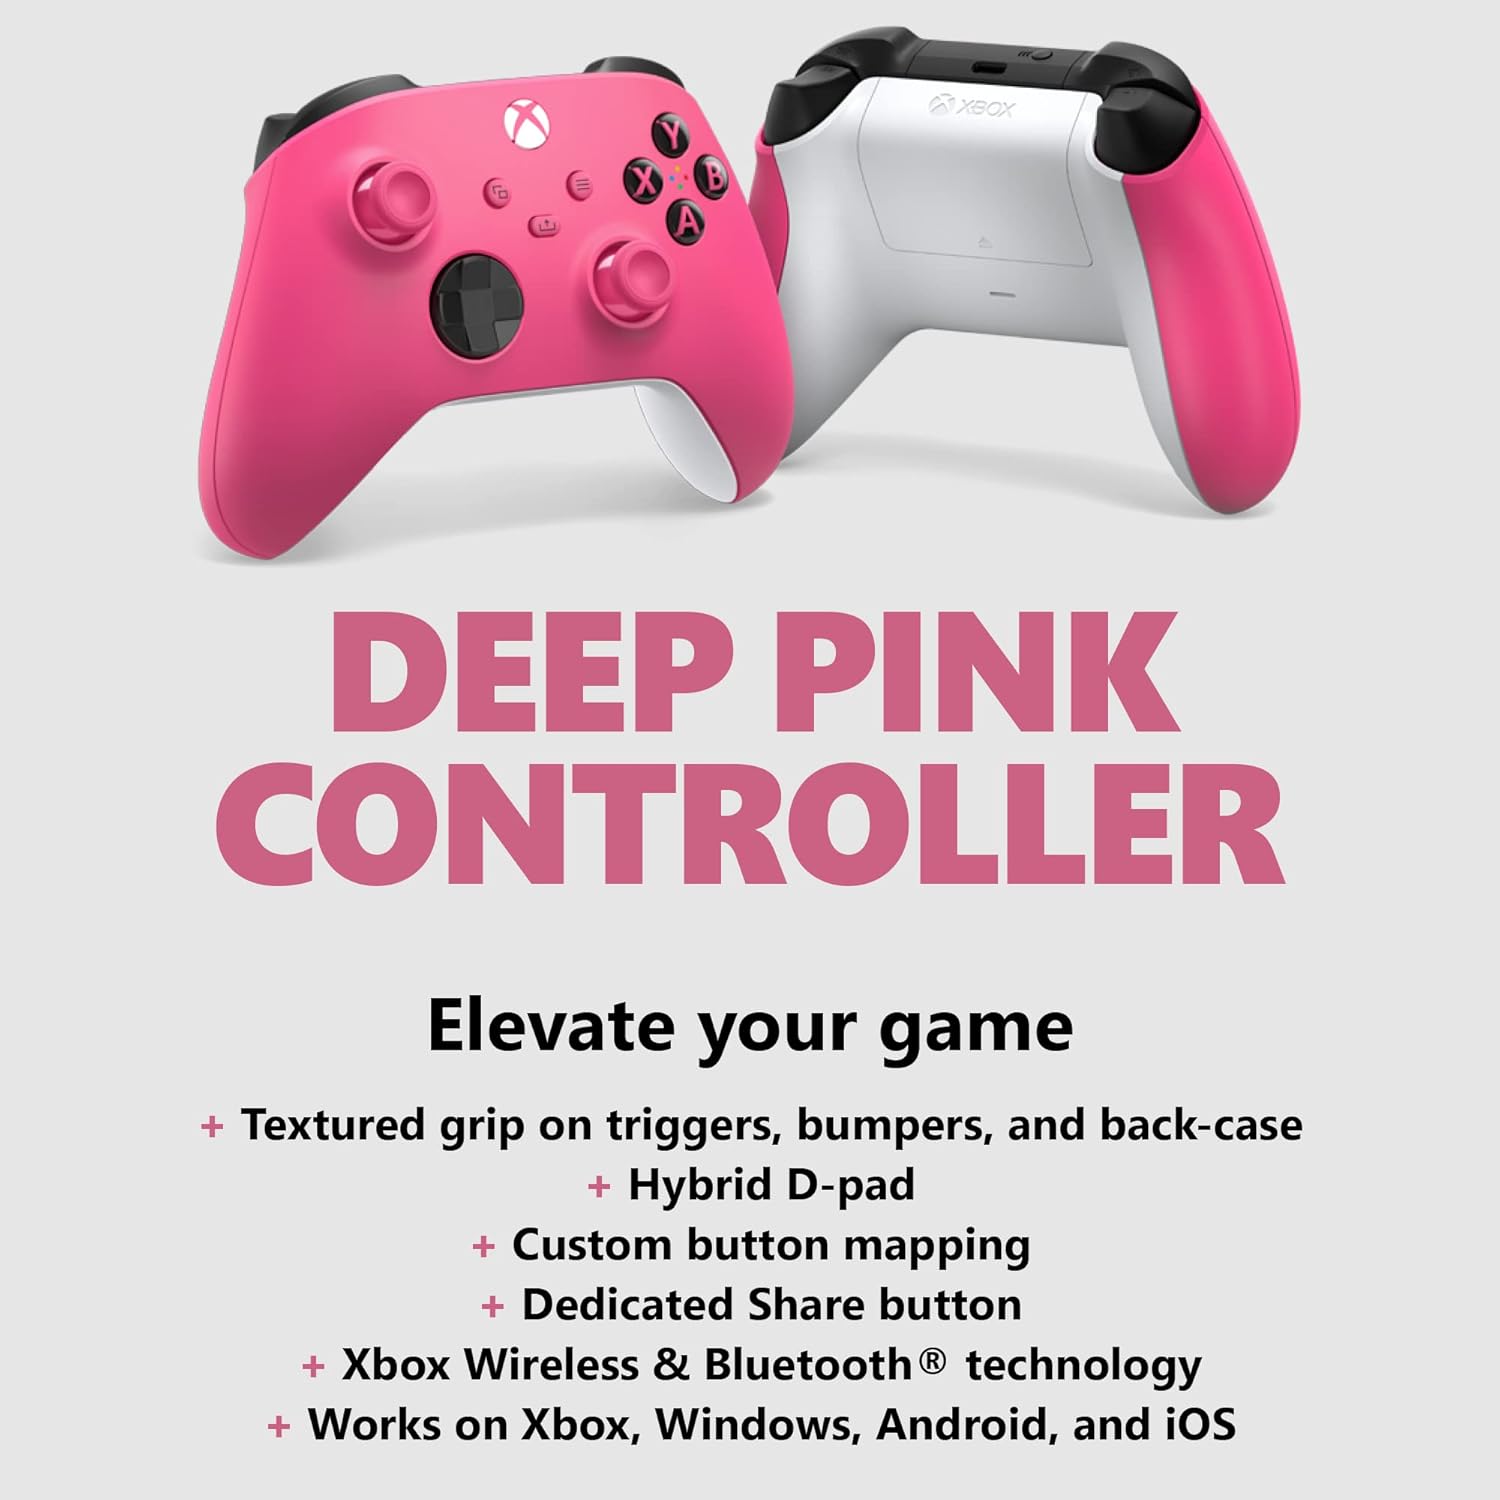 XBOX
Y
X
B
A
DEEP PINK
CONTROLLER
Elevate your game
+ Textured grip on triggers, bumpers, and back-case
+ Hybrid D-pad
+ Custom button mapping
+ Dedicated Share button
+ Xbox Wireless & Bluetooth® technology
+ Works on Xbox, Windows, Android, and iOS